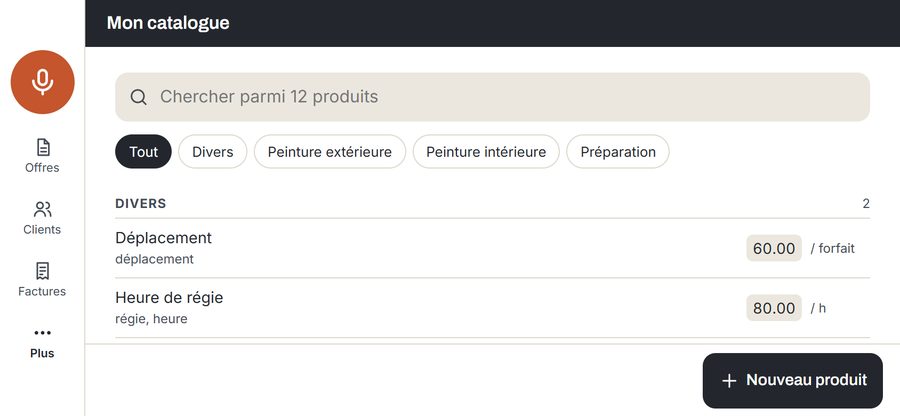 Mon catalogue
Chercher parmi 12 produits
Tout Divers Peinture extérieure Peinture intérieure Préparation
Offres
Clients
Factures
Plus
DIVERS 2
Déplacement
déplacement
60.00 / forfait
Heure de régie
régie, heure
80.00 / h
Nouveau produit